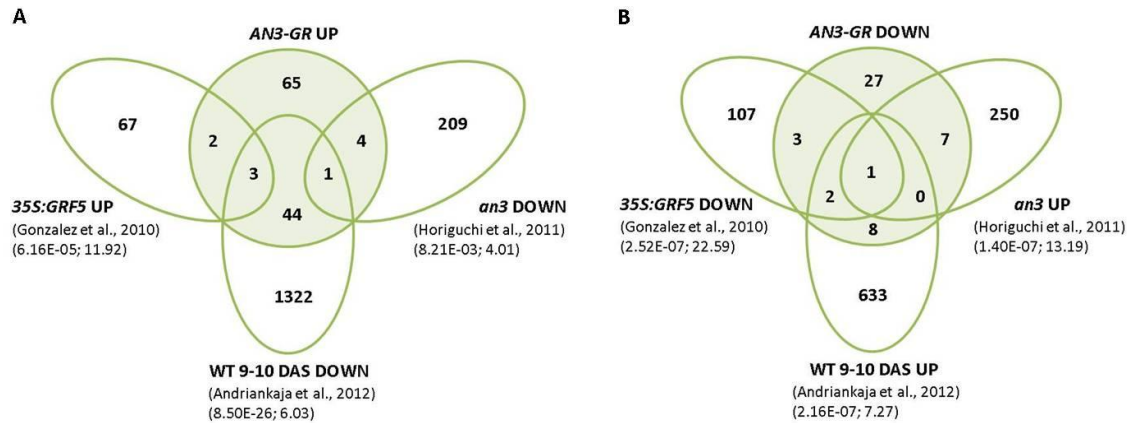 A
AN3-GR UP
65
67
209
2
4
3
1
44
35S:GRF5 UP
(Gonzalez et al., 2010)
(6.16E-05; 11.92)
an3 DOWN
(Horiguchi et al., 2011)
(8.21E-03; 4.01)
1322
WT 9-10 DAS DOWN
(Andriankaja et al., 2012)
(8.50E-26; 6.03)
B
AN3-GR DOWN
27
107
250
3
7
1
2
0
8
35S:GRF5 DOWN
(Gonzalez et al., 2010)
(2.52E-07; 22.59)
an3 UP
(Horiguchi et al., 2011)
(1.40E-07; 13.19)
633
WT 9-10 DAS UP
(Andriankaja et al., 2012)
(2.16E-07; 7.27)